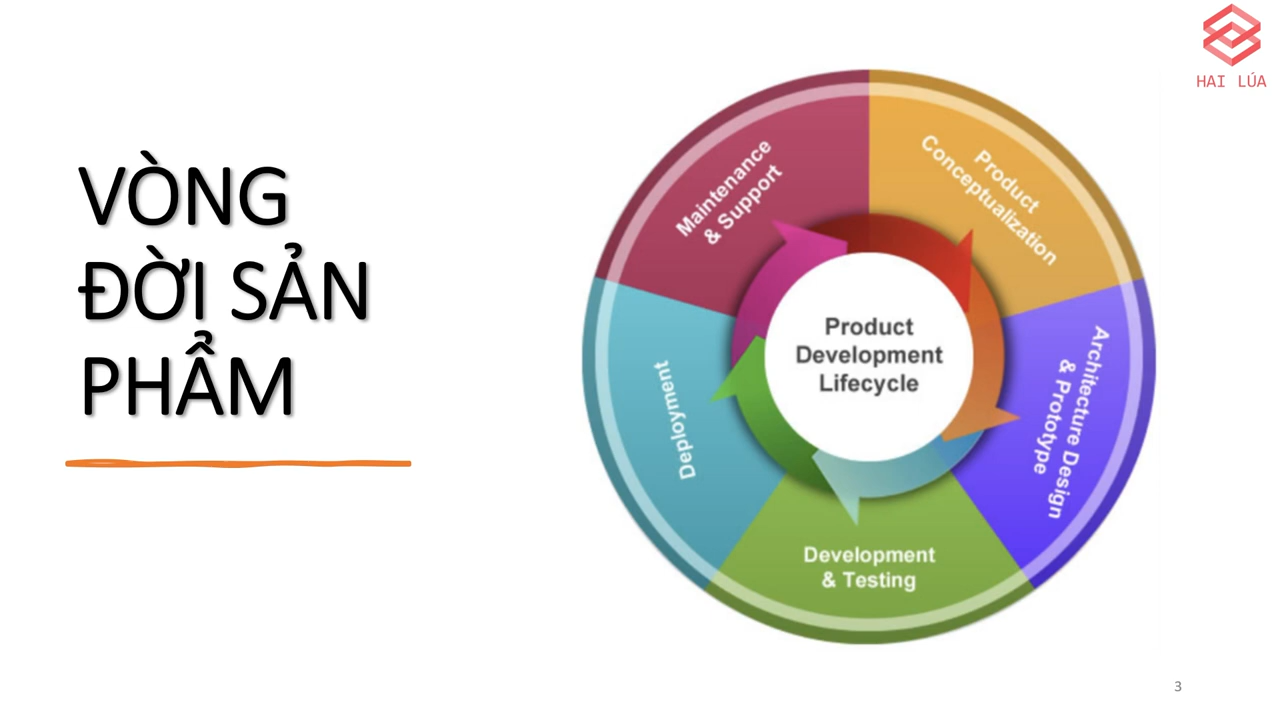 HAI LÚA
VÒNG
ĐỜI SẢN
PHẨM
Maintenance
& Support
Product
Conceptualization
Product
Development
Lifecycle
Architecture Design
& Prototype
Deployment
Development
& Testing
3